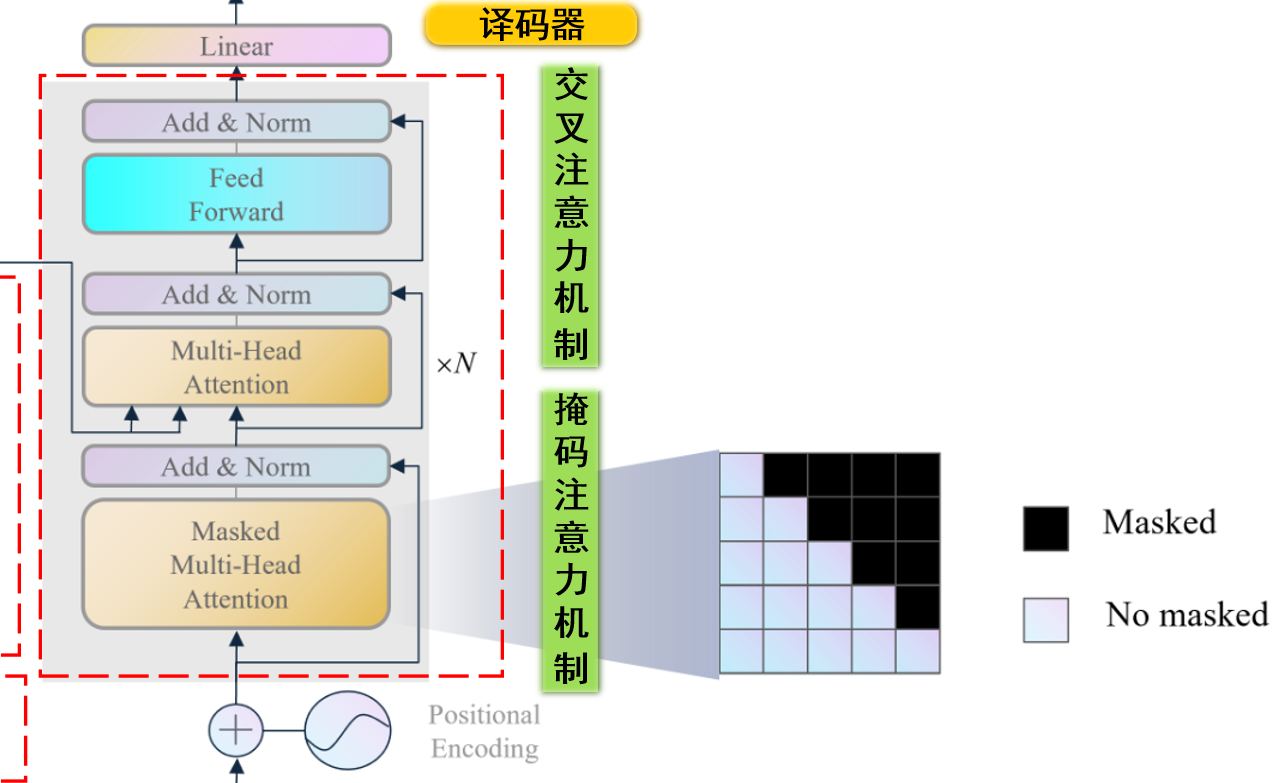 译码器
Linear
Add & Norm
Feed
Forward
Add & Norm
Multi-Head
Attention
×N
Add & Norm
Masked
Multi-Head
Attention
Positional
Encoding
交叉注意力机制
掩码注意力机制
Masked
No masked